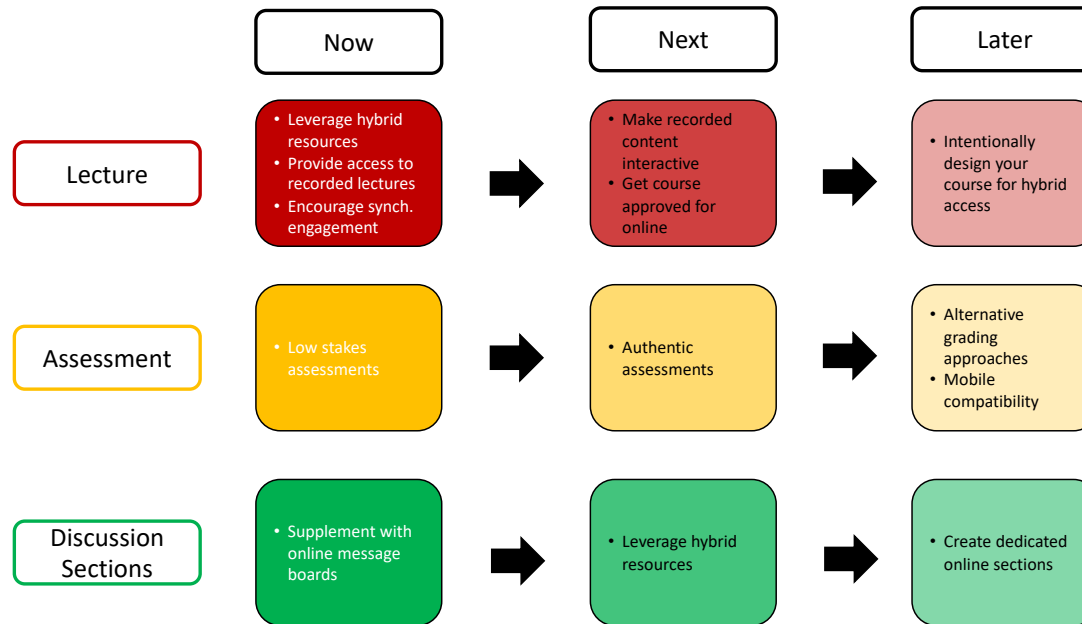 Now
Next
Later
Lecture
• Leverage hybrid
resources
• Provide access to
recorded lectures
• Encourage synch.
engagement
• Make recorded
content
interactive
• Get course
approved for
online
• Intentionally
design your
course for hybrid
access
Assessment
• Low stakes
assessments
• Authentic
assessments
• Alternative
grading
approaches
• Mobile
compatibility
Discussion
Sections
• Supplement with
online message
boards
• Leverage hybrid
resources
• Create dedicated
online sections